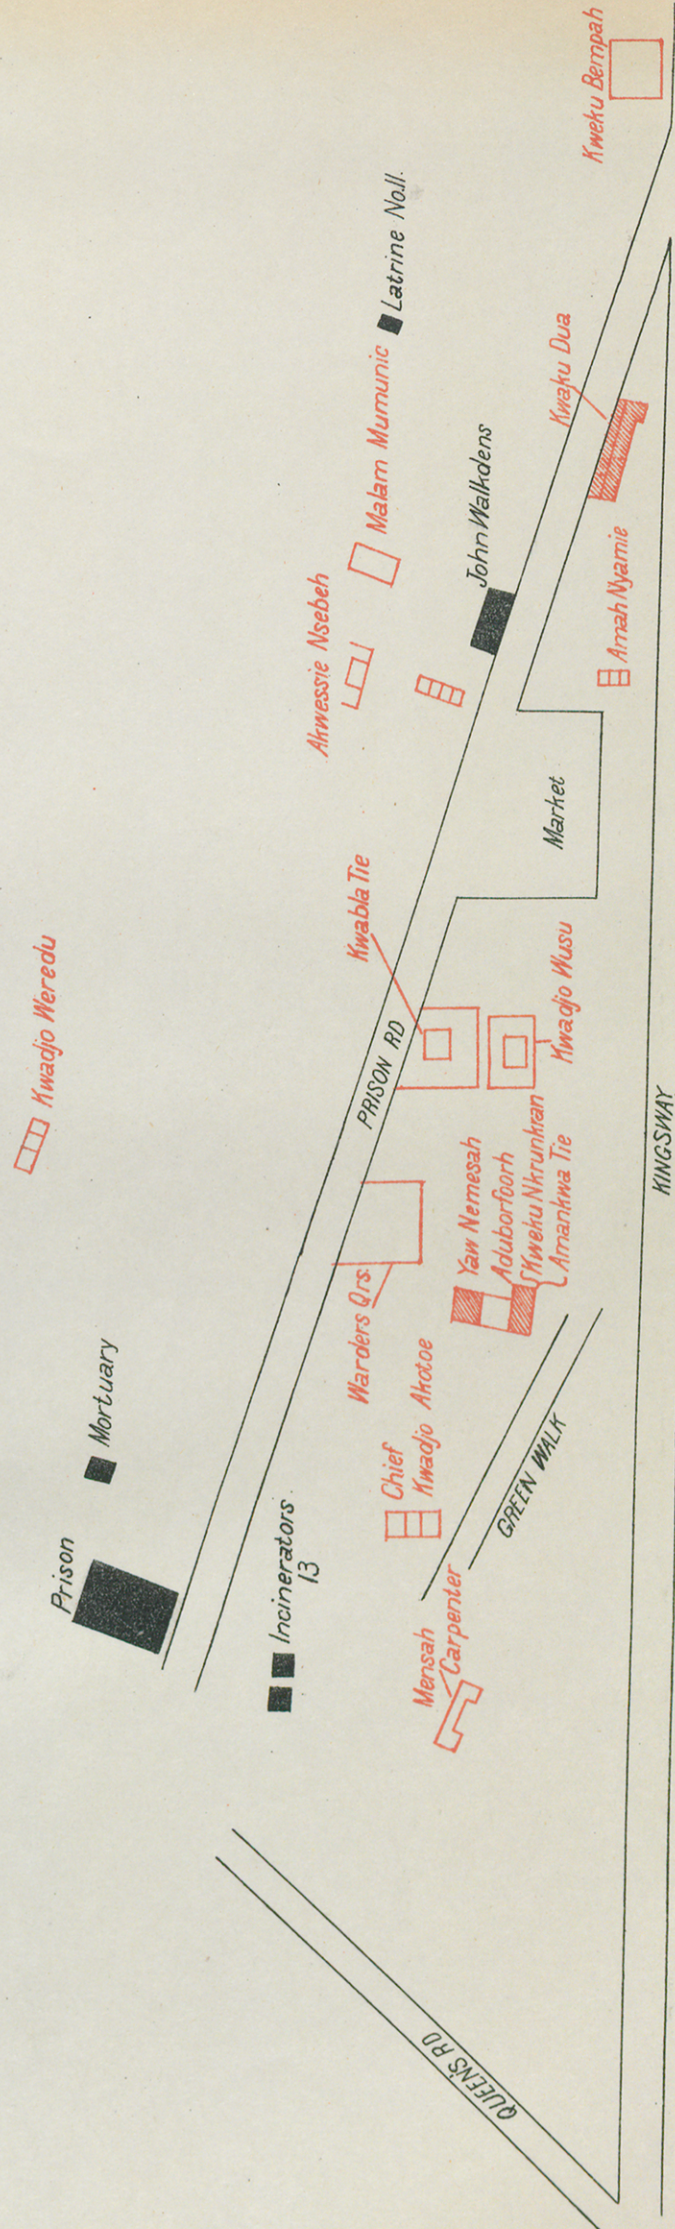 Kweku Bempah
Latrine No.11.
Malam Mumunic
Kwaku Dua
John Walkdens
Akwessie Nsebeh
Amah Nyamie
Market
Kwabla Tie
Kwadjo Weredu
Kwadjo Wusu
PRISON RD
KINGSWAY
Yaw Nemesah
Aduborfoorh
Kweku Nkrunkran
Amankwa Tie
Warders Qrs.
Mortuary
Chief
Kwadjo Akotoe
GREEN WALK
Prison
Incinerators
13
Mensah
Carpenter
QUEENS RD